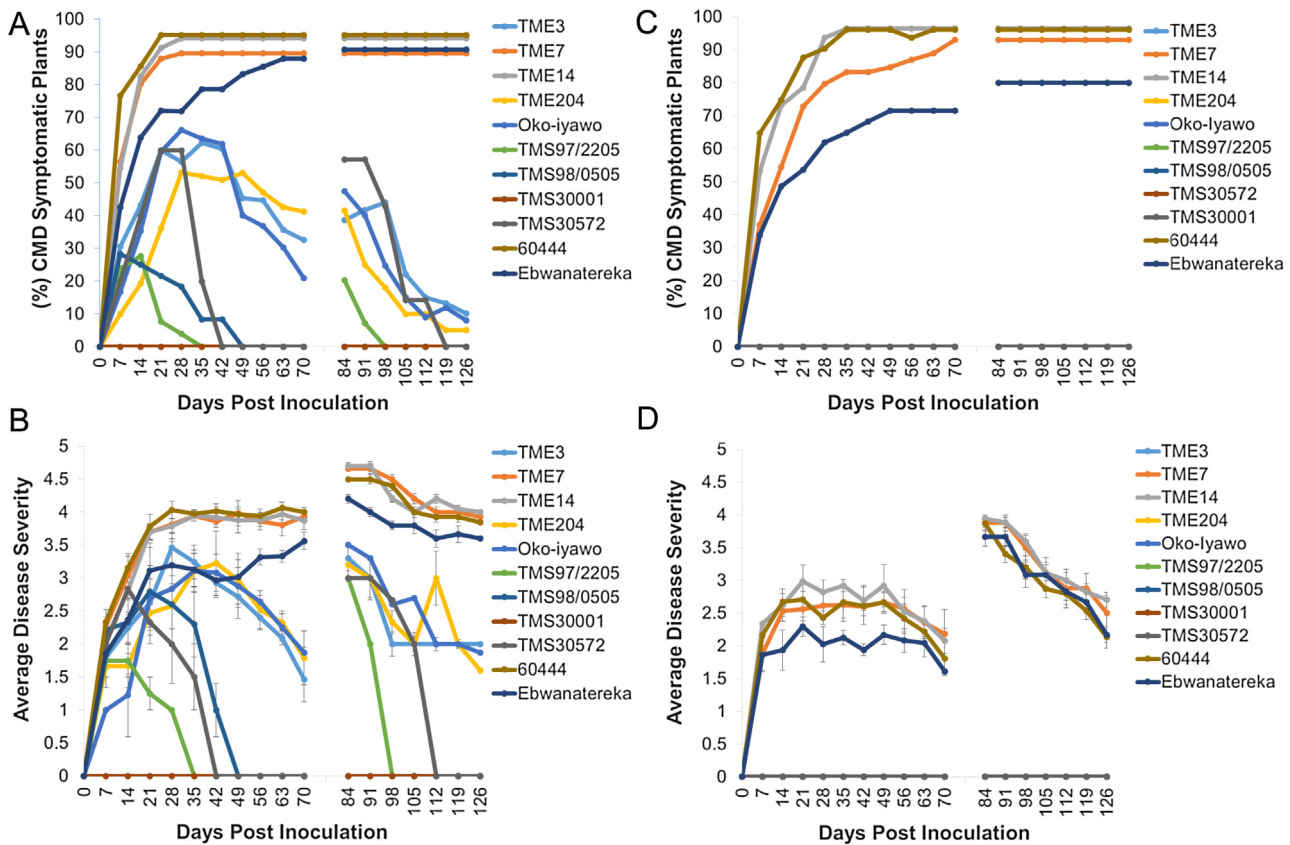 A
(%) CMD Symptomatic Plants
100
90
80
70
60
50
40
30
20
10
0
0 7 14 21 28 35 42 49 56 63 70 84 91 98 105 112 119 126
Days Post Inoculation
TME3
TME7
TME14
TME204
Oko-iyawo
TMS97/2205
TMS98/0505
TMS30001
TMS30572
60444
Ebwanatereka
C
(%) CMD Symptomatic Plants
100
90
80
70
60
50
40
30
20
10
0
0 7 14 21 28 35 42 49 56 63 70 84 91 98 105 112 119 126
Days Post Inoculation
TME3
TME7
TME14
TME204
Oko-Iyawo
TMS97/2205
TMS98/0505
TMS30572
TMS30001
60444
Ebwanatereka
B
Average Disease Severity
5
4.5
4
3.5
3
2.5
2
1.5
1
0.5
0
0 7 14 21 28 35 42 49 56 63 70 84 91 98 105 112 119 126
Days Post Inoculation
TME3
TME7
TME14
TME204
Oko-iyawo
TMS97/2205
TMS98/0505
TMS30001
TMS30572
60444
Ebwanatereka
D
Average Disease Severity
5
4.5
4
3.5
3
2.5
2
1.5
1
0.5
0
0 7 14 21 28 35 42 49 56 63 70 84 91 98 105 112 119 126
Days Post Inoculation
TME3
TME7
TME14
TME204
Oko-Iyawo
TMS97/2205
TMS98/0505
TMS30001
TMS30572
60444
Ebwanatereka